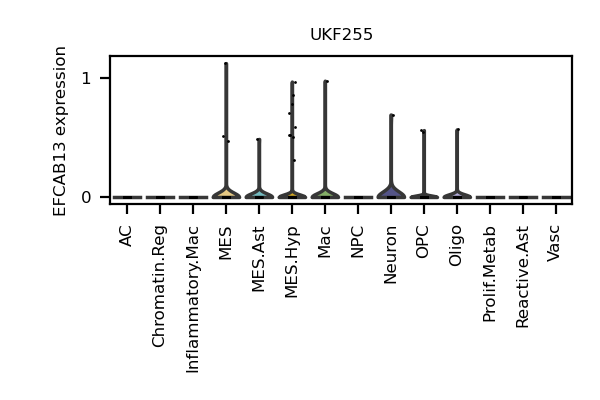 UKF255
EFCAB13 expression
1
0
AC
Chromatin.Reg
Inflammatory.Mac
MES
MES.Ast
MES.Hyp
Mac
NPC
Neuron
OPC
Oligo
Prolif.Metab
Reactive.Ast
Vasc